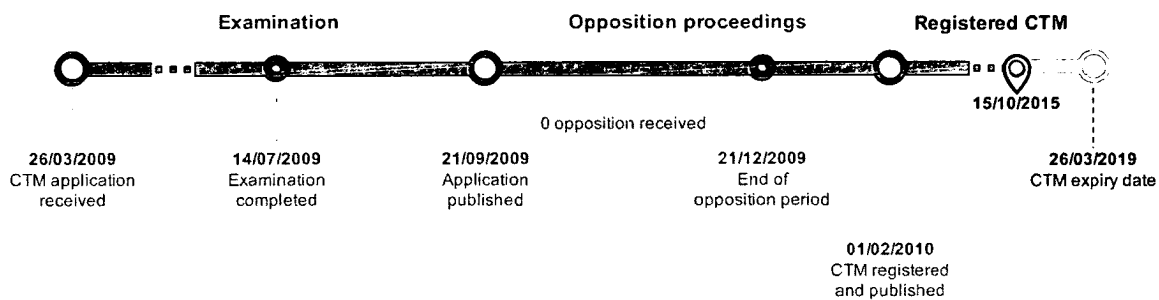 Examination
Opposition proceedings
Registered CTM
15/10/2015
0 opposition received
26/03/2009
CTM application
received
14/07/2009
Examination
completed
21/09/2009
Application
published
21/12/2009
End of
opposition period
26/03/2019
CTM expiry date
01/02/2010
CTM registered
and published